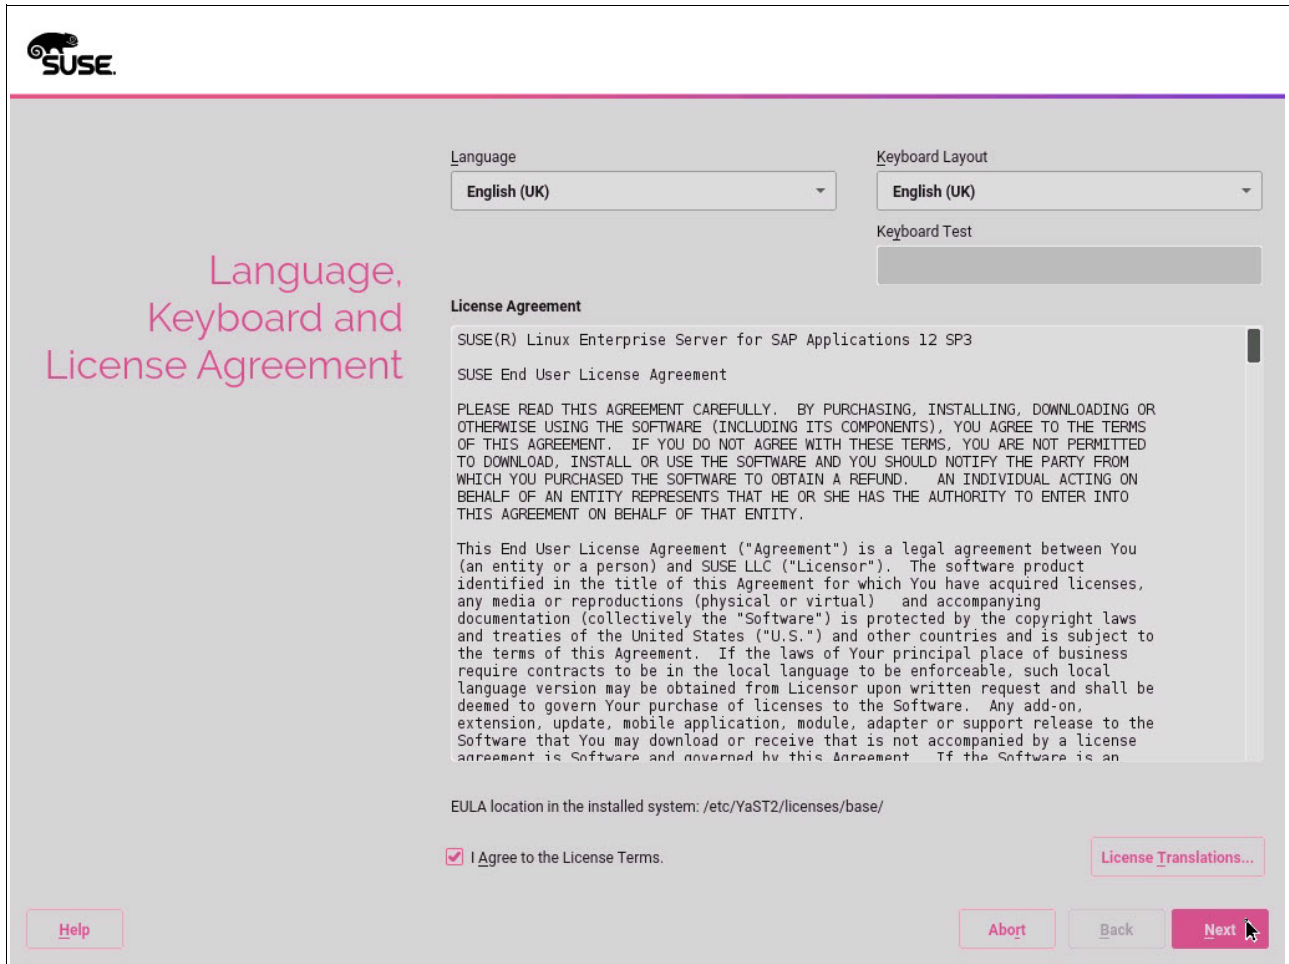 SUSE.
Language
Keyboard Layout
English (UK)
English (UK)
Keyboard Test
Language,
Keyboard and
License Agreement
License Agreement
SUSE(R) Linux Enterprise Server for SAP Applications 12 SP3
SUSE End User License Agreement
PLEASE READ THIS AGREEMENT CAREFULLY.  BY PURCHASING, INSTALLING, DOWNLOADING OR
OTHERWISE USING THE SOFTWARE (INCLUDING ITS COMPONENTS), YOU AGREE TO THE TERMS
OF THIS AGREEMENT.  IF YOU DO NOT AGREE WITH THESE TERMS, YOU ARE NOT PERMITTED
TO DOWNLOAD, INSTALL OR USE THE SOFTWARE AND YOU SHOULD NOTIFY THE PARTY FROM
WHICH YOU PURCHASED THE SOFTWARE TO OBTAIN A REFUND.   AN INDIVIDUAL ACTING ON
BEHALF OF AN ENTITY REPRESENTS THAT HE OR SHE HAS THE AUTHORITY TO ENTER INTO
THIS AGREEMENT ON BEHALF OF THAT ENTITY.
This End User License Agreement ("Agreement") is a legal agreement between You
(an entity or a person) and SUSE LLC ("Licensor").  The software product
identified in the title of this Agreement for which You have acquired licenses,
any media or reproductions (physical or virtual)   and accompanying
documentation (collectively the "Software") is protected by the copyright laws
and treaties of the United States ("U.S.") and other countries and is subject to
the terms of this Agreement.  If the laws of Your principal place of business
require contracts to be in the local language to be enforceable, such local
language version may be obtained from Licensor upon written request and shall be
deemed to govern Your purchase of licenses to the Software.  Any add-on,
extension, update, mobile application, module, adapter or support release to the
Software that You may download or receive that is not accompanied by a license
agreement is Software and governed by this Agreement.  If the Software is an
EULA location in the installed system: /etc/YaST2/licenses/base/
I Agree to the License Terms.
License Translations...
Help
Abort
Back
Next